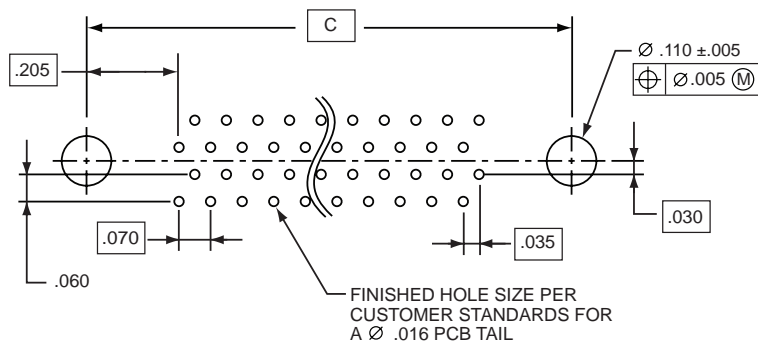 C
.205
Ø .110 ±.005
⌖ Ø.005 Ⓜ
.070
.035
.030
.060
FINISHED HOLE SIZE PER
CUSTOMER STANDARDS FOR
A Ø .016 PCB TAIL